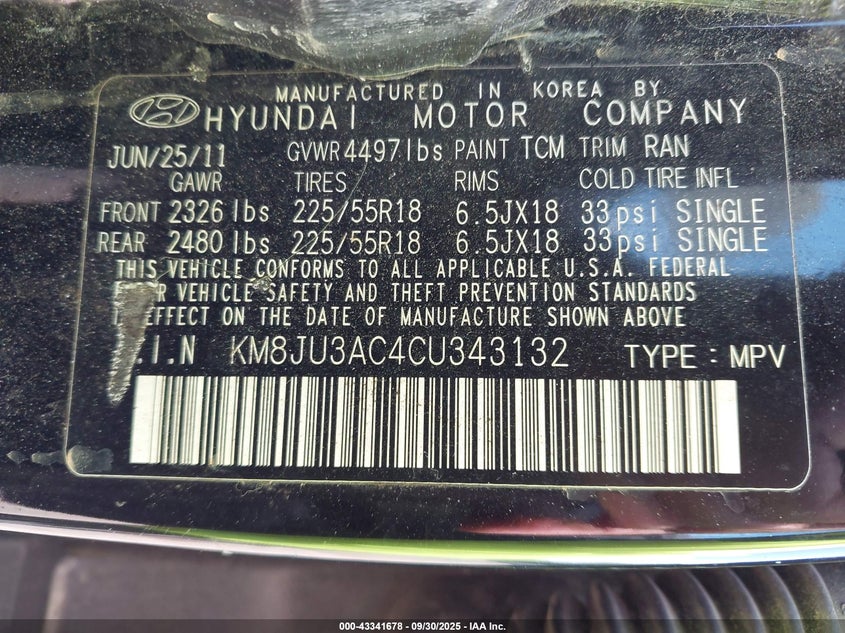 MANUFACTURED IN KOREA BY
HYUNDAI MOTOR COMPANY
JUN/25/11 GVWR 4497 lbs PAINT TCM TRIM RAN
GAWR TIRES RIMS COLD TIRE INFL
FRONT 2326 lbs 225/55R18 6.5JX18 33psi SINGLE
REAR 2480 lbs 225/55R18 6.5JX18 33psi SINGLE
THIS VEHICLE CONFORMS TO ALL APPLICABLE U.S.A. FEDERAL
VEHICLE SAFETY AND THEFT PREVENTION STANDARDS
EFFECT ON THE DATE OF MANUFACTURE SHOWN ABOVE
.I.N KM8JU3AC4CU343132 TYPE : MPV
000-43341678 - 09/30/2025 - IAA Inc.